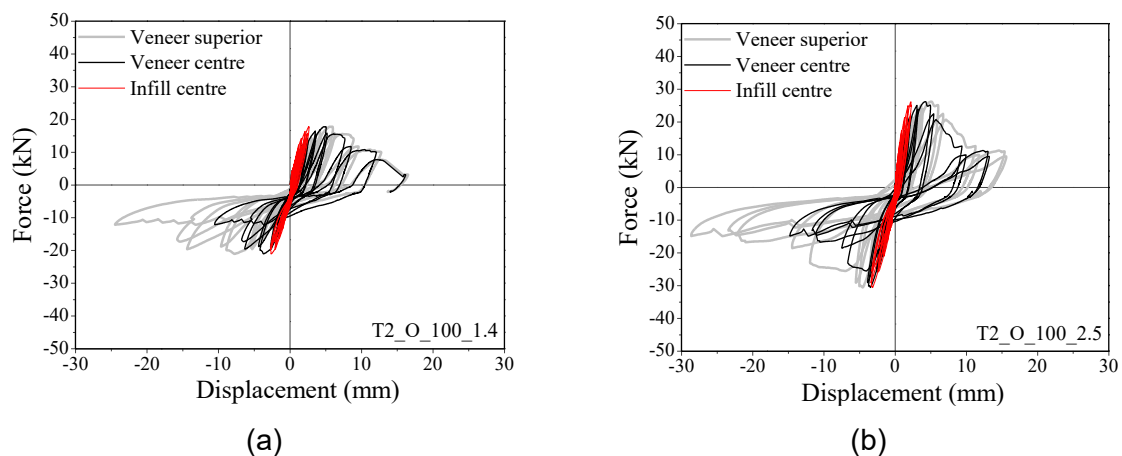 50
40
30
20
10
0
-10
-20
-30
-40
-50
Force (kN)
Veneer superior
Veneer centre
Infill centre
T2_O_100_1.4
-30 -20 -10 0 10 20 30
Displacement (mm)
(a)
50
40
30
20
10
0
-10
-20
-30
-40
-50
Force (kN)
Veneer superior
Veneer centre
Infill centre
T2_O_100_2.5
-30 -20 -10 0 10 20 30
Displacement (mm)
(b)